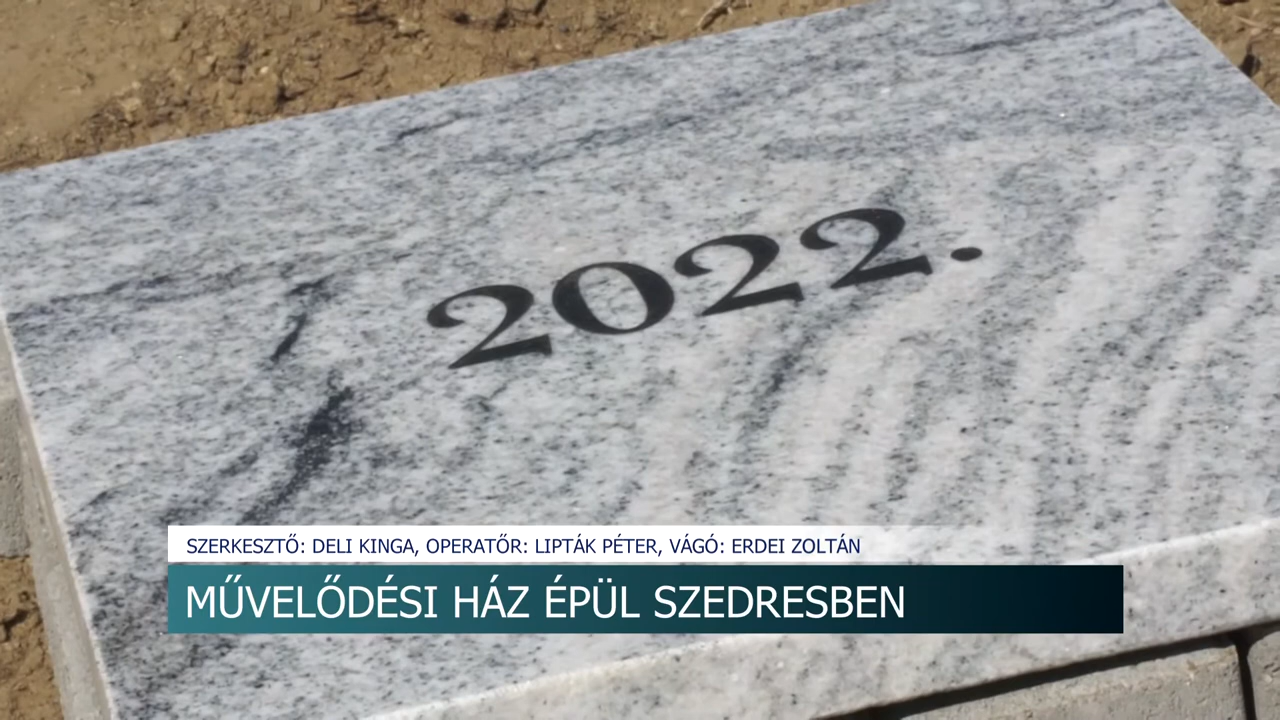 2022.
SZERKESZTŐ: DELI KINGA, OPERATŐR: LIPTÁK PÉTER, VÁGÓ: ERDEI ZOLTÁN
MŰVELŐDÉSI HÁZ ÉPÜL SZEDRESBEN